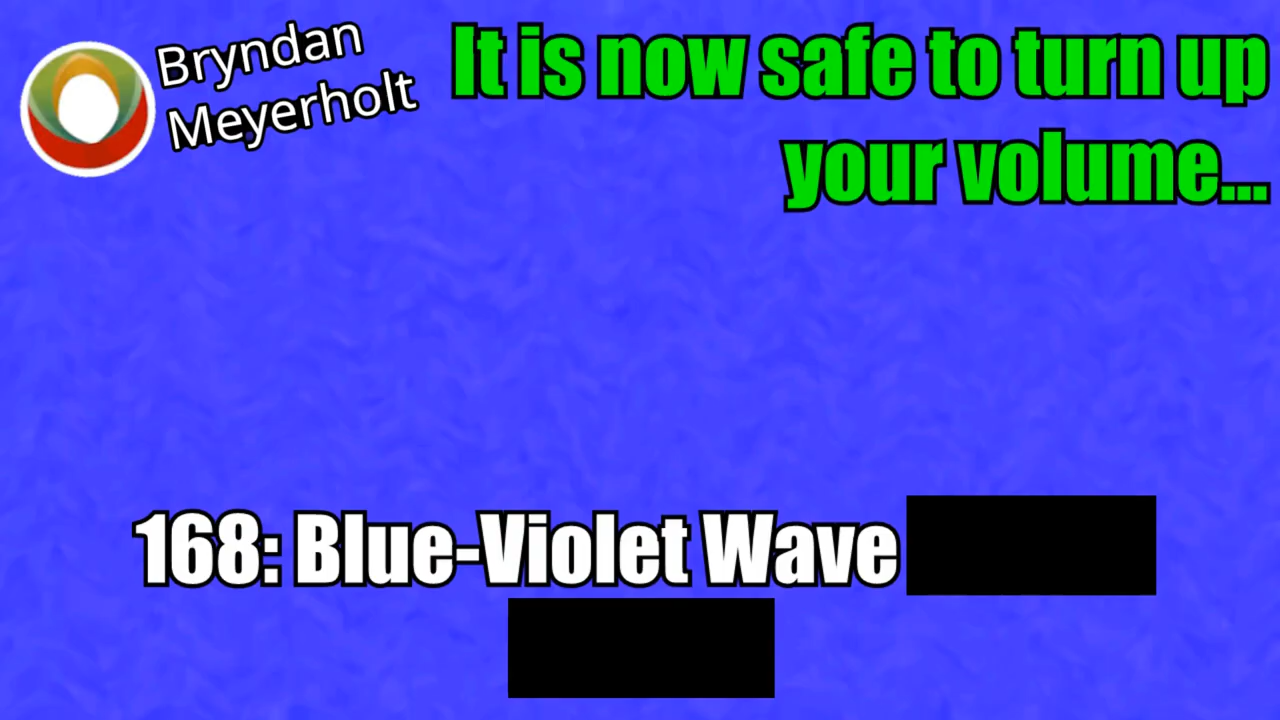 Bryndan
Meyerholt
It is now safe to turn up
your volume...
168: Blue-Violet Wave